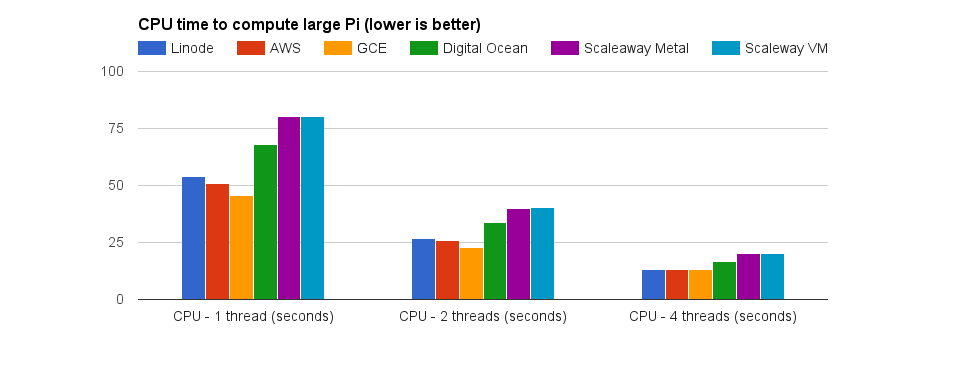 CPU time to compute large Pi (lower is better)
Linode AWS GCE Digital Ocean Scaleaway Metal Scaleway VM
100
75
50
25
0
CPU - 1 thread (seconds) CPU - 2 threads (seconds) CPU - 4 threads (seconds)